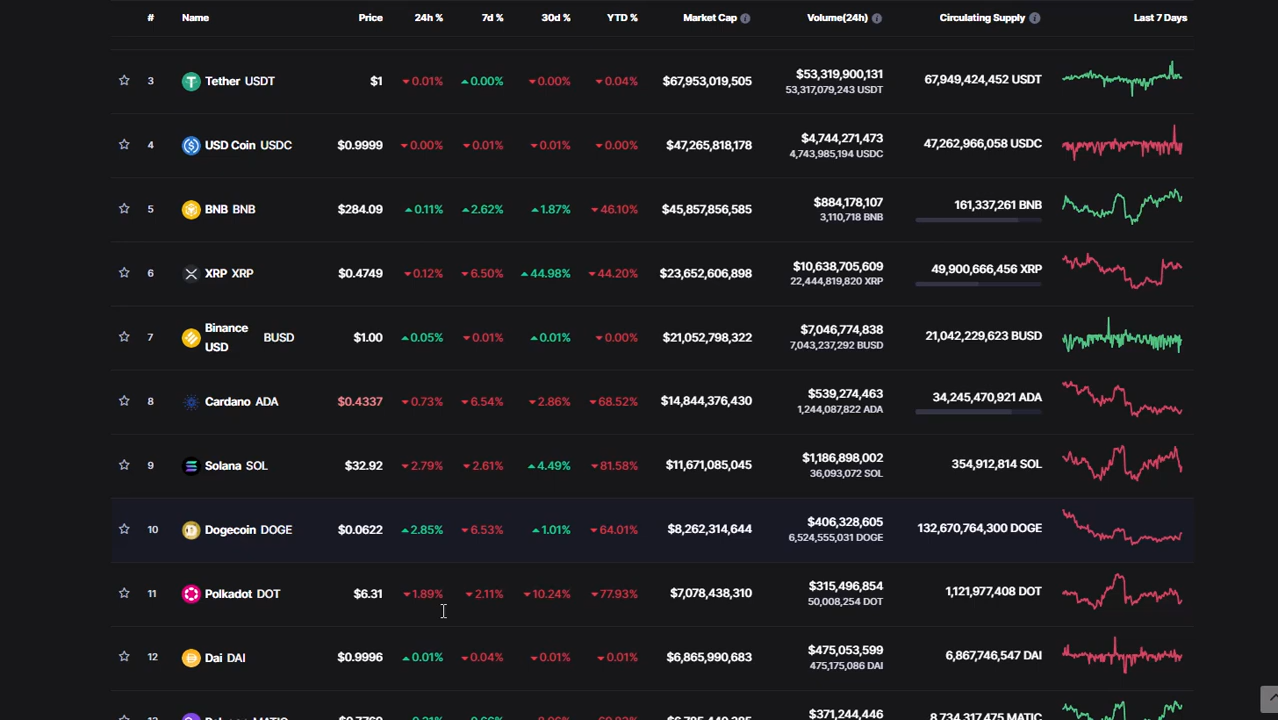 # Name Price 24h % 7d % 30d % YTD % Market Cap Volume(24h) Circulating Supply Last 7 Days
3 Tether USDT $1 0.01% 0.00% 0.00% 0.04% $67,953,019,505 $53,319,900,131 67,949,424,452 USDT
53,317,079,243 USDT
4 USD Coin USDC $0.9999 0.00% 0.01% 0.01% 0.00% $47,265,818,178 $4,744,271,473 47,262,966,058 USDC
4,743,985,194 USDC
5 BNB BNB $284.09 0.11% 2.62% 1.87% 46.10% $45,857,856,585 $884,178,107 161,337,261 BNB
3,110,718 BNB
6 XRP XRP $0.4749 0.12% 6.50% 44.98% 44.20% $23,652,606,898 $10,638,705,609 49,900,666,456 XRP
22,444,819,820 XRP
7 Binance USD BUSD $1.00 0.05% 0.01% 0.01% 0.00% $21,052,798,322 $7,046,774,838 21,042,229,623 BUSD
7,043,237,292 BUSD
8 Cardano ADA $0.4337 0.73% 6.54% 2.86% 68.52% $14,844,376,430 $539,274,463 34,245,470,921 ADA
1,244,087,822 ADA
9 Solana SOL $32.92 2.79% 2.61% 4.49% 81.58% $11,671,085,045 $1,186,898,002 354,912,814 SOL
36,093,072 SOL
10 Dogecoin DOGE $0.0622 2.85% 6.53% 1.01% 64.01% $8,262,314,644 $406,328,605 132,670,764,300 DOGE
6,524,555,031 DOGE
11 Polkadot DOT $6.31 1.89% 2.11% 10.24% 77.93% $7,078,438,310 $315,496,854 1,121,977,408 DOT
50,008,254 DOT
12 Dai DAI $0.9996 0.01% 0.04% 0.01% 0.01% $6,865,990,683 $475,053,599 6,867,746,547 DAI
475,175,086 DAI
$371,244,446